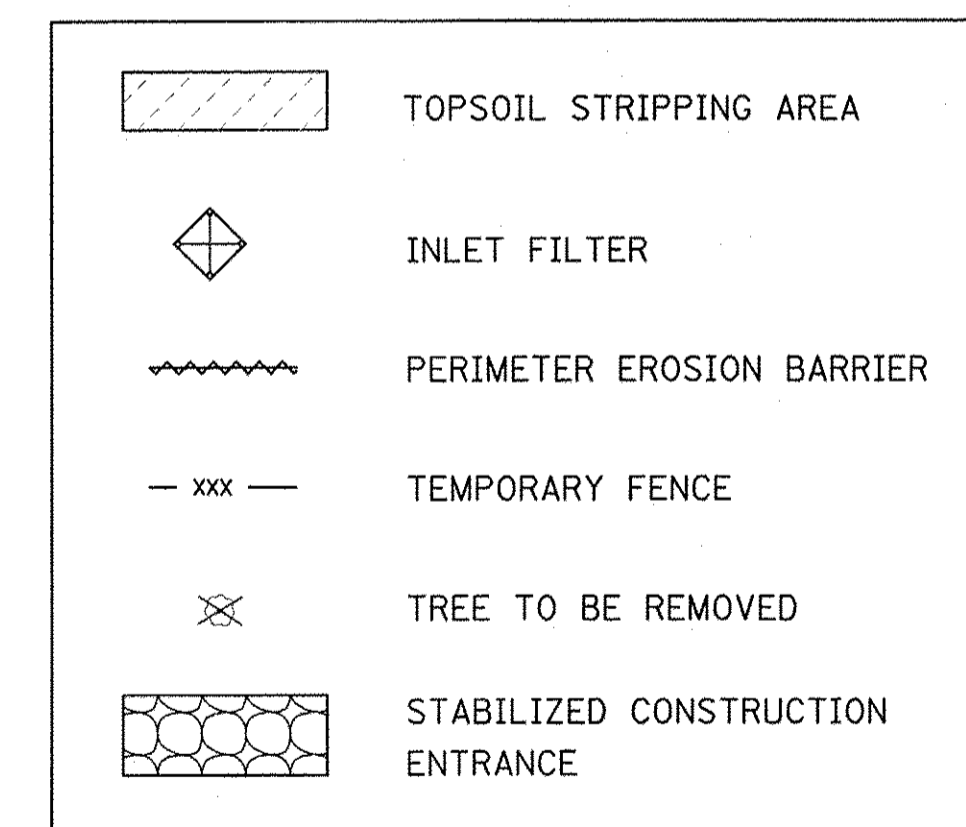 TOPSOIL STRIPPING AREA
INLET FILTER
PERIMETER EROSION BARRIER
XXX
TEMPORARY FENCE
TREE TO BE REMOVED
STABILIZED CONSTRUCTION
ENTRANCE